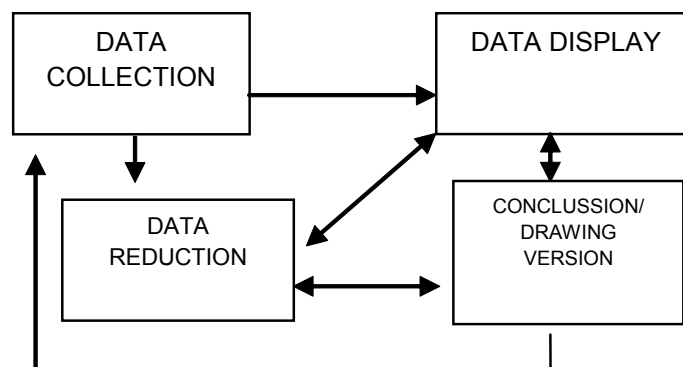 DATA
COLLECTION
DATA DISPLAY
DATA
REDUCTION
CONCLUSSION/
DRAWING
VERSION